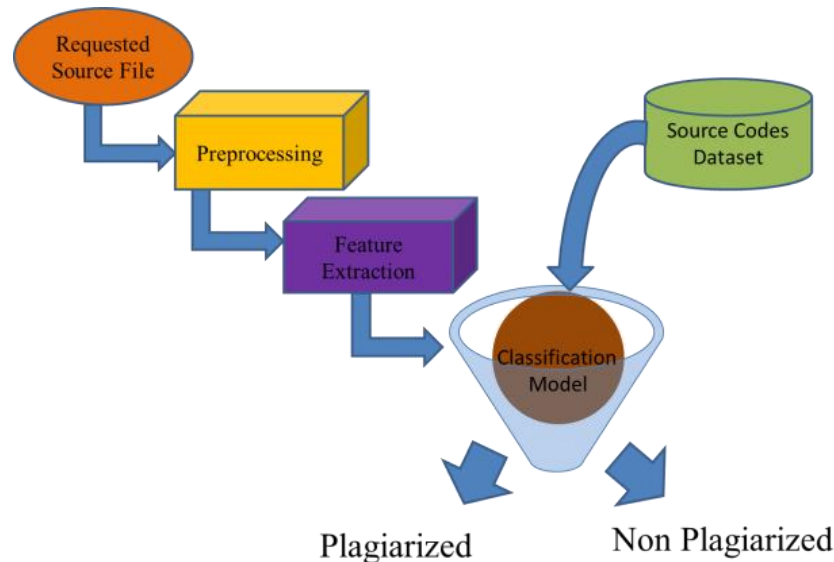 Requested
Source File
Preprocessing
Source Codes
Dataset
Feature
Extraction
Classification
Model
Plagiarized
Non Plagiarized